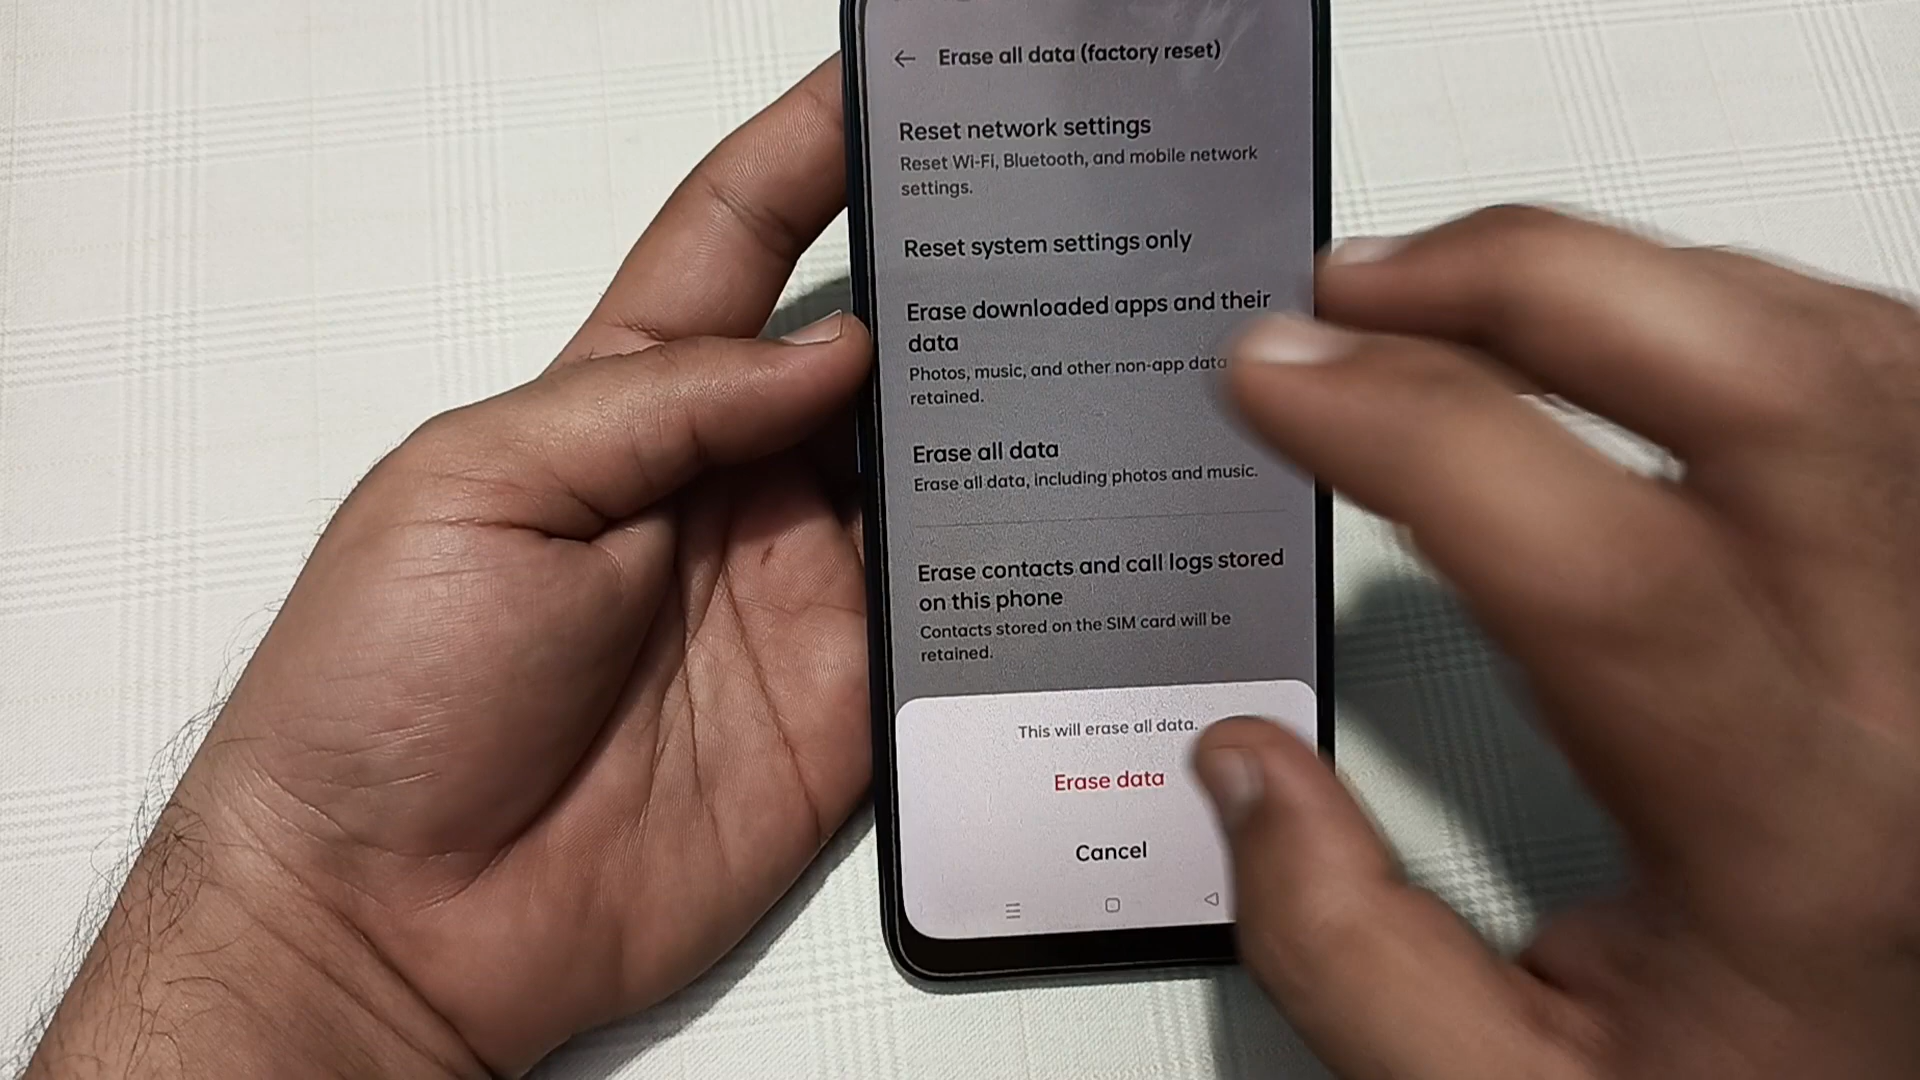 Erase all data (factory reset)
Reset network settings
Reset Wi-Fi, Bluetooth, and mobile network
settings.
Reset system settings only
Erase downloaded apps and their
data
Photos, music, and other non-app data
retained.
Erase all data
Erase all data, including photos and music.
Erase contacts and call logs stored
on this phone
Contacts stored on the SIM card will be
retained.
This will erase all data.
Erase data
Cancel